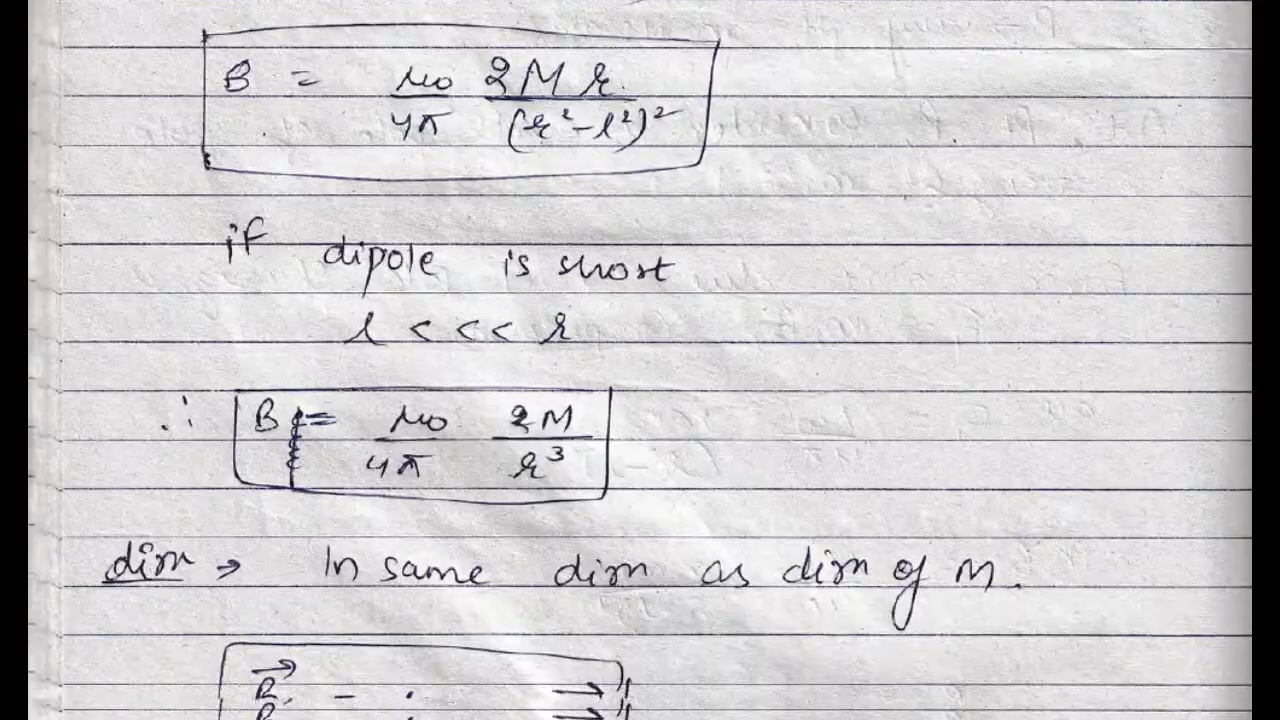 B = μ0/4π 2Mr/(r²-l²)²
if dipole is short
l <<< r
∴ B = μ0/4π 2M/r³
dirn → In same dirn as dirn of M.